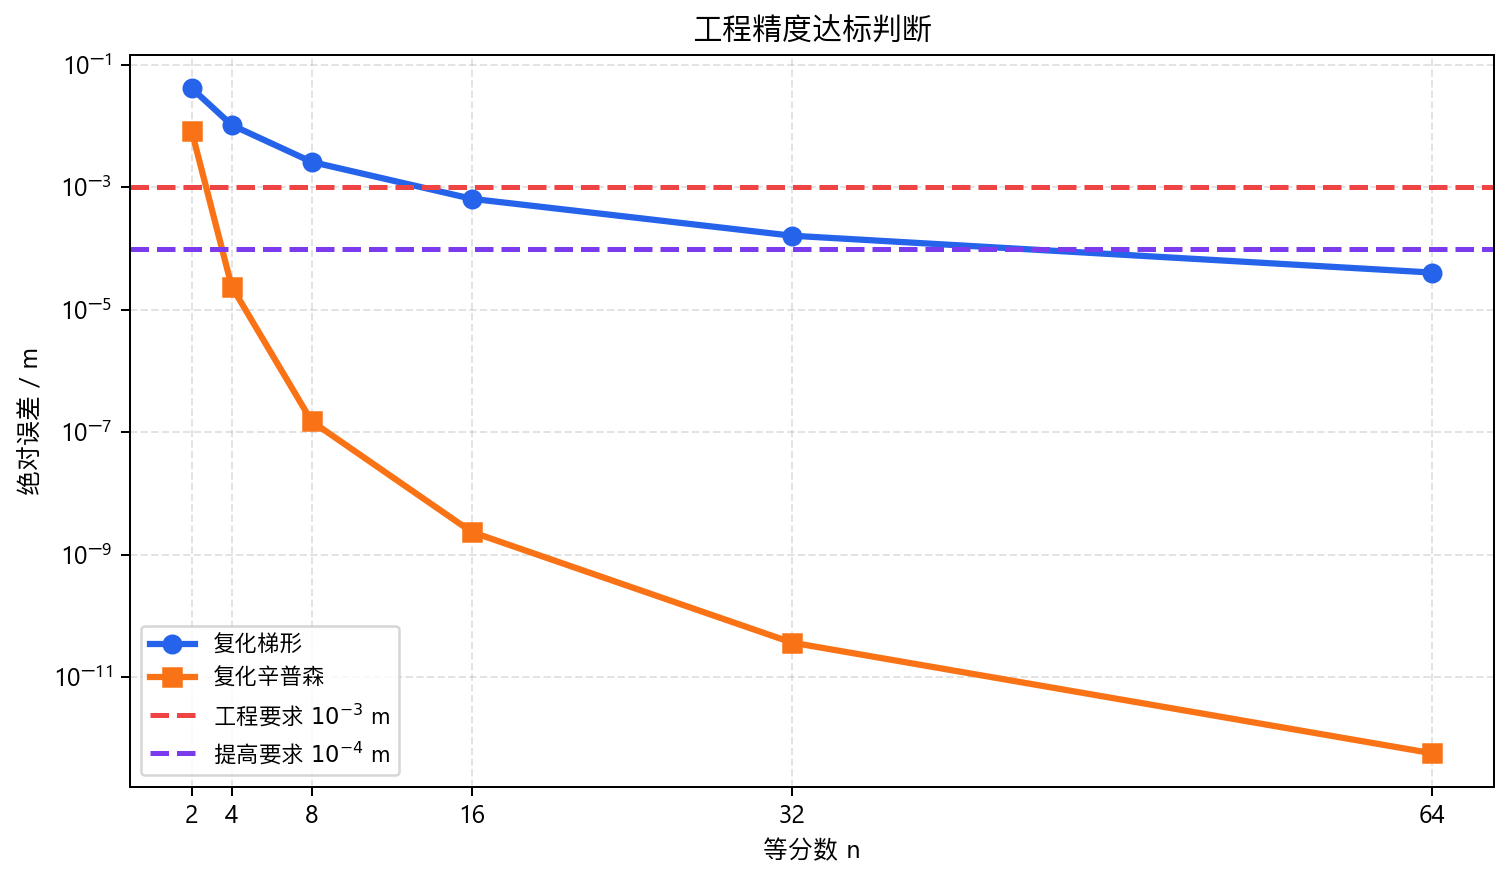 工程精度达标判断
绝对误差 / m
10⁻¹
10⁻³
10⁻⁵
10⁻⁷
10⁻⁹
10⁻¹¹
复化梯形
复化辛普森
工程要求 10⁻³ m
提高要求 10⁻⁴ m
2 4 8 16 32 64
等分数 n